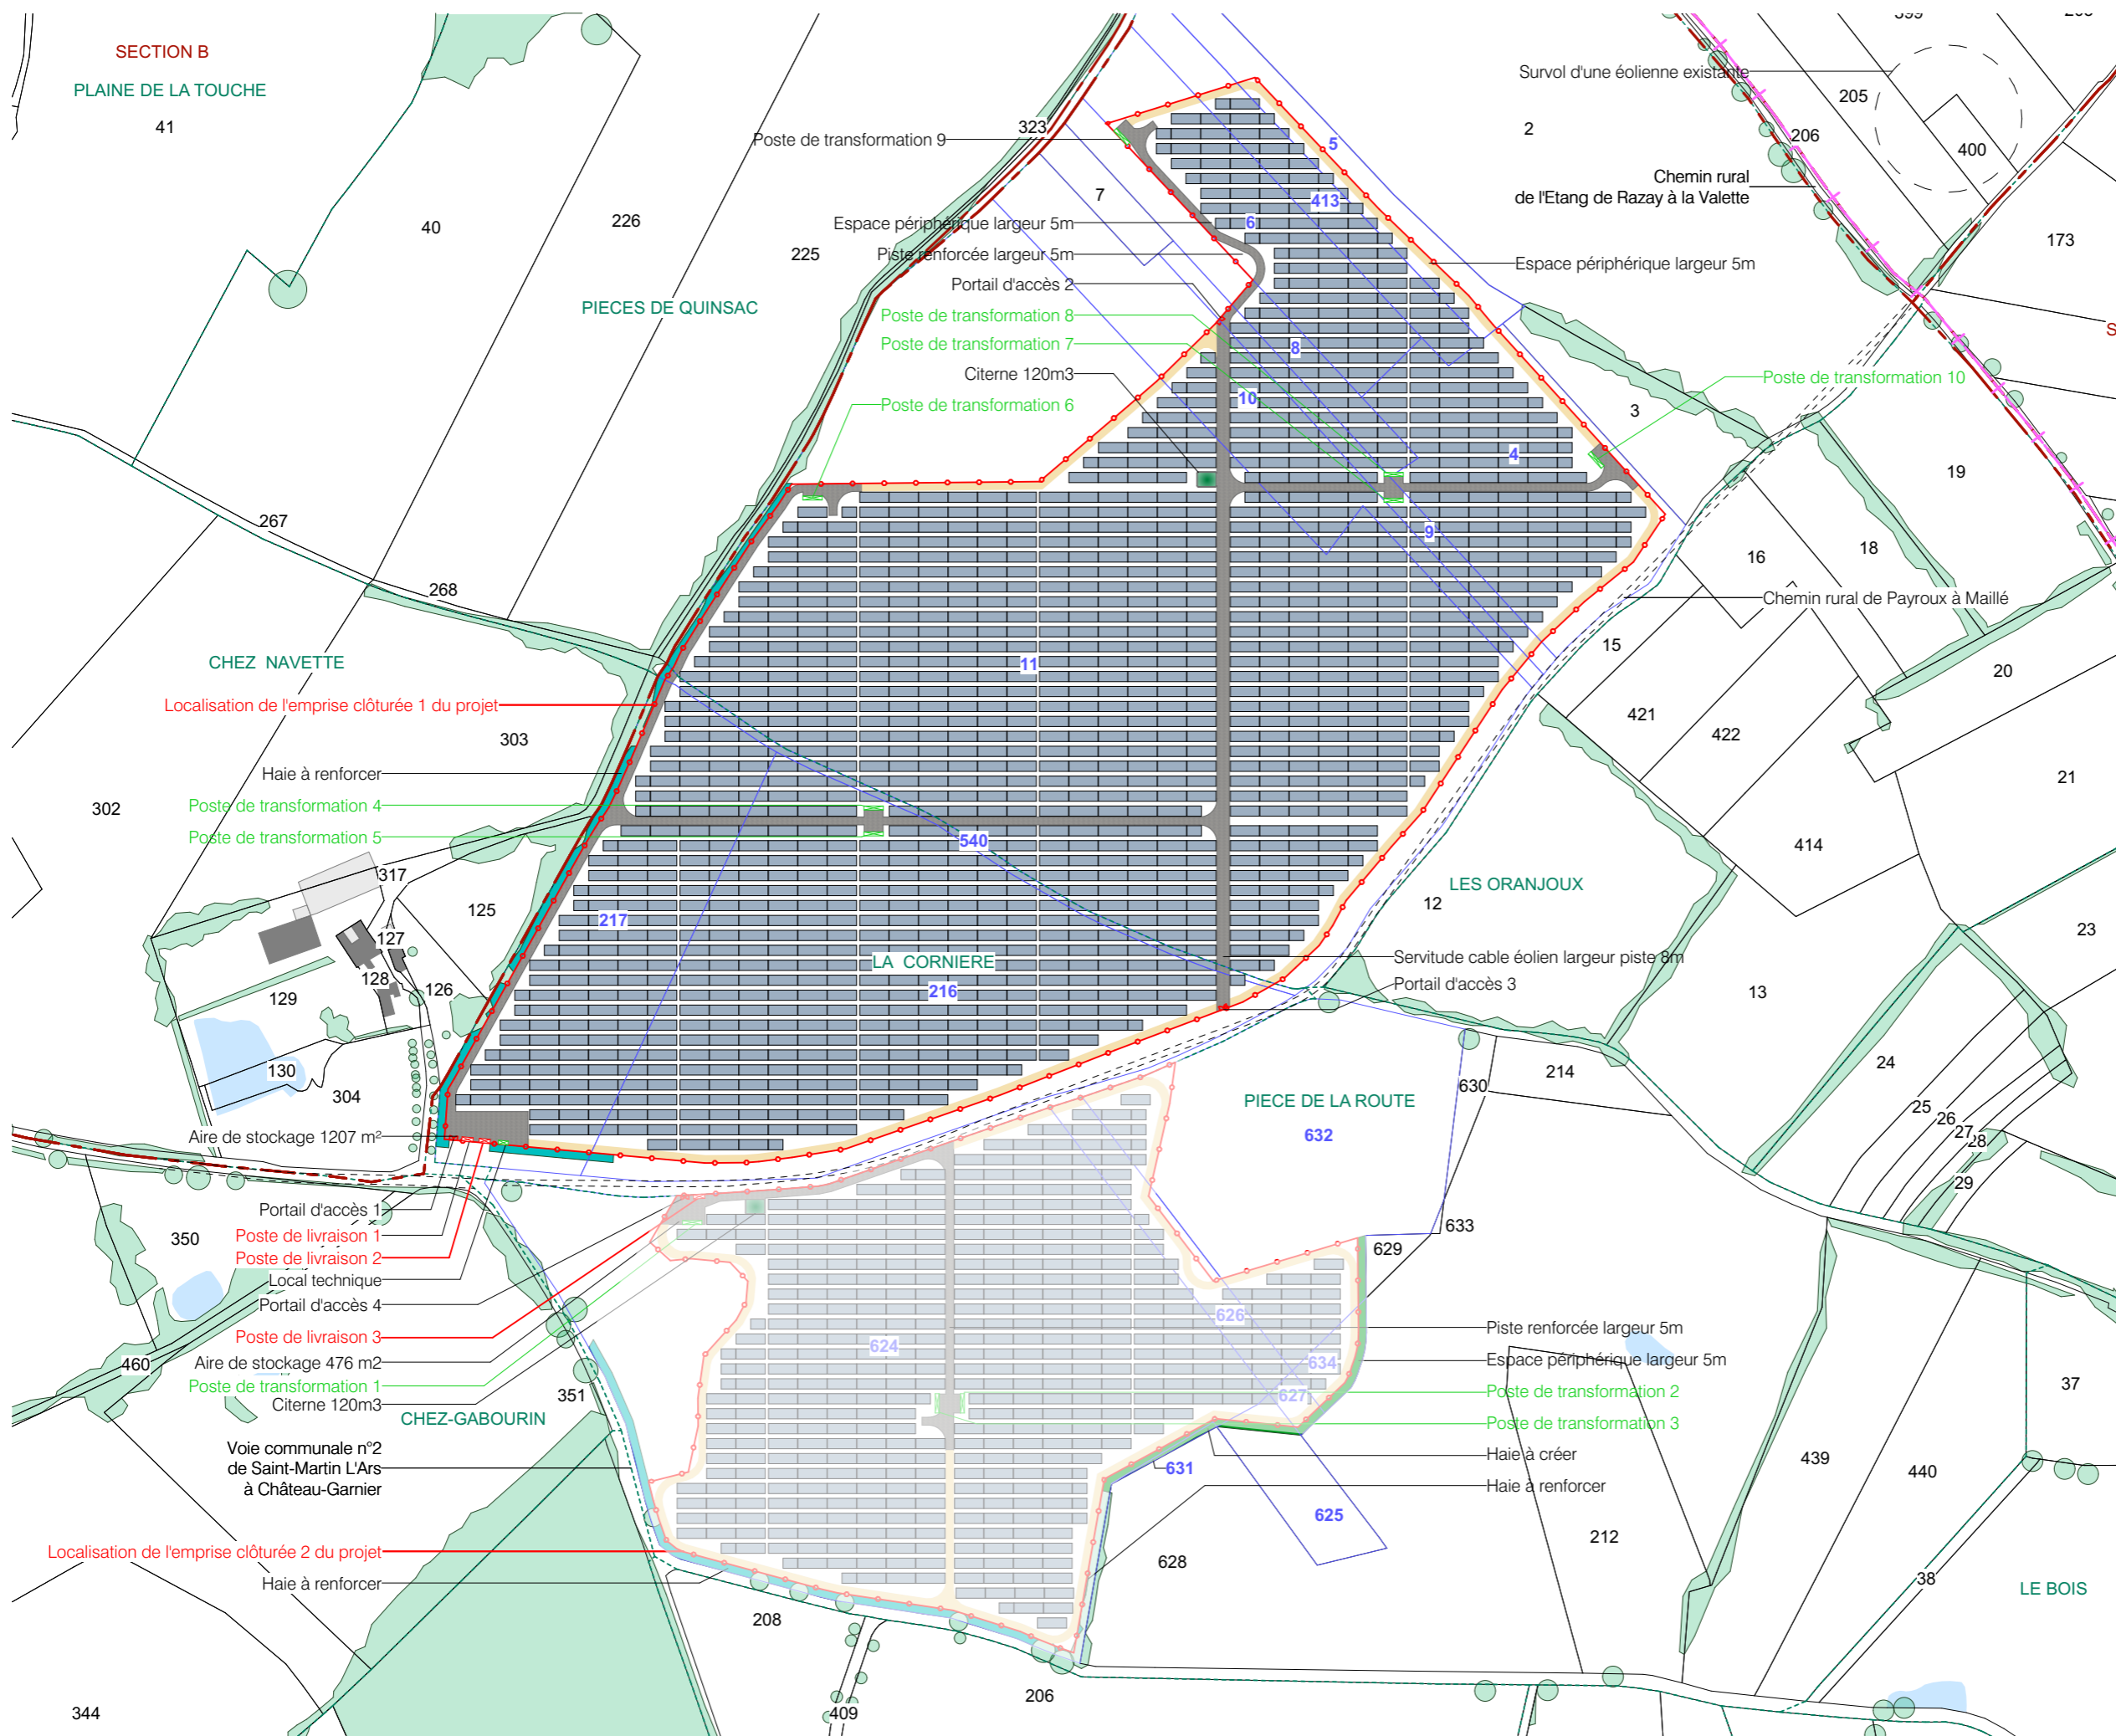 SECTION B
PLAINE DE LA TOUCHE
41
40
226
225
323
PIECES DE QUINSAC
Poste de transformation 9
7
Espace périphérique largeur 5m
Piste renforcée largeur 5m
Portail d'accès 2
Poste de transformation 8
Poste de transformation 7
Citerne 120m3
Poste de transformation 6
5
413
6
8
10
4
9
11
Survol d'une éolienne existante
2
205
206
400
Chemin rural
de l'Etang de Razay à la Valette
173
Espace périphérique largeur 5m
Poste de transformation 10
3
19
16
18
Chemin rural de Payroux à Maillé
15
20
421
422
21
414
267
268
CHEZ NAVETTE
Localisation de l'emprise clôturée 1 du projet
303
Haie à renforcer
302
Poste de transformation 4
Poste de transformation 5
540
317
125
127
128
126
129
130
304
217
LA CORNIERE
216
LES ORANJOUX
12
Servitude cable éolien largeur piste 8m
Portail d'accès 3
13
23
24
25
26
27
28
29
214
630
PIECE DE LA ROUTE
632
633
629
Aire de stockage 1207 m²
Portail d'accès 1
350
Poste de livraison 1
Poste de livraison 2
Local technique
Portail d'accès 4
Poste de livraison 3
Aire de stockage 476 m2
460
Poste de transformation 1
Citerne 120m3
351
CHEZ-GABOURIN
Voie communale n°2
de Saint-Martin L'Ars
à Château-Garnier
Localisation de l'emprise clôturée 2 du projet
Haie à renforcer
624
626
634
627
Piste renforcée largeur 5m
Espace périphérique largeur 5m
Poste de transformation 2
Poste de transformation 3
Haie à créer
Haie à renforcer
631
625
628
212
439
440
37
38
LE BOIS
208
206
409
344